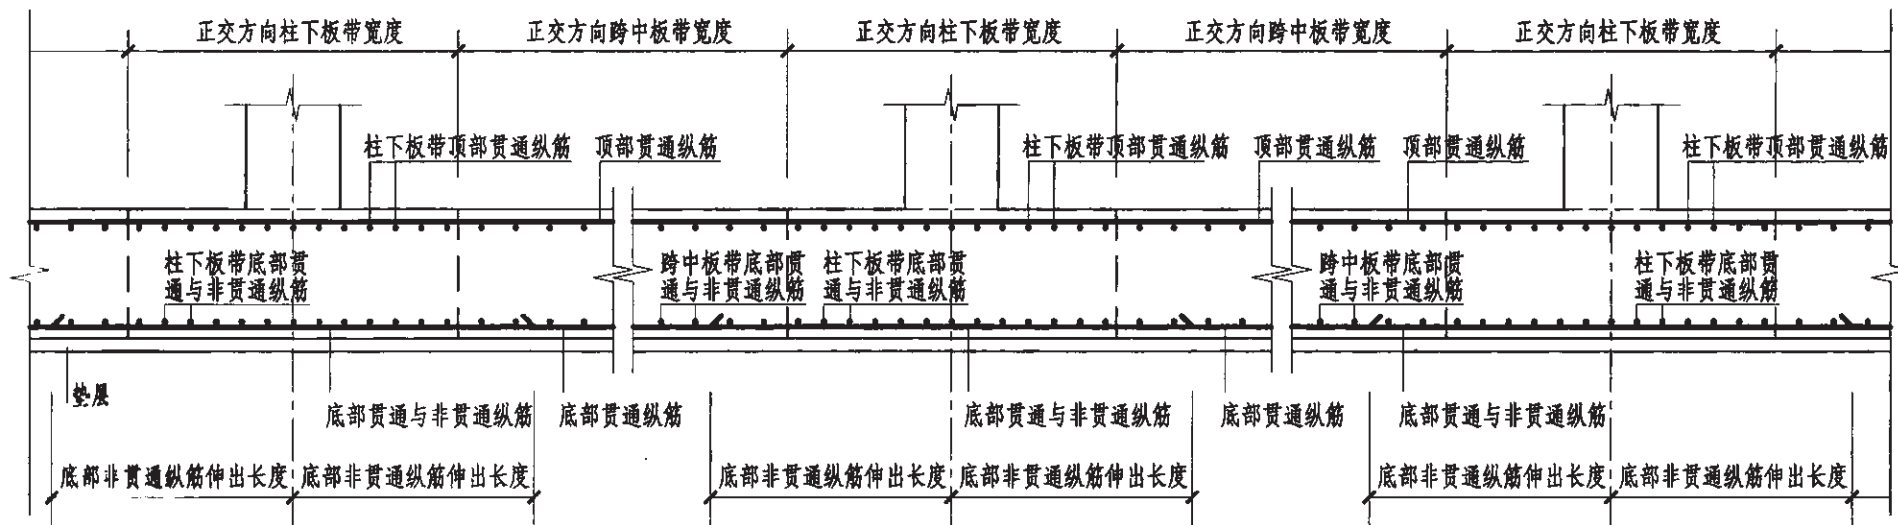 正交方向柱下板带宽度
正交方向跨中板带宽度
正交方向柱下板带宽度
正交方向跨中板带宽度
正交方向柱下板带宽度
柱下板带顶部贯通纵筋
顶部贯通纵筋
柱下板带顶部贯通纵筋
顶部贯通纵筋
顶部贯通纵筋
柱下板带顶部贯通纵筋
柱下板带底部贯
通与非贯通纵筋
跨中板带底部贯
通与非贯通纵筋
柱下板带底部贯
通与非贯通纵筋
跨中板带底部贯
通与非贯通纵筋
柱下板带底部贯
通与非贯通纵筋
垫层
底部贯通与非贯通纵筋
底部贯通纵筋
底部贯通与非贯通纵筋
底部贯通纵筋
底部贯通与非贯通纵筋
底部非贯通纵筋伸出长度
底部非贯通纵筋伸出长度
底部非贯通纵筋伸出长度
底部非贯通纵筋伸出长度
底部非贯通纵筋伸出长度
底部非贯通纵筋伸出长度